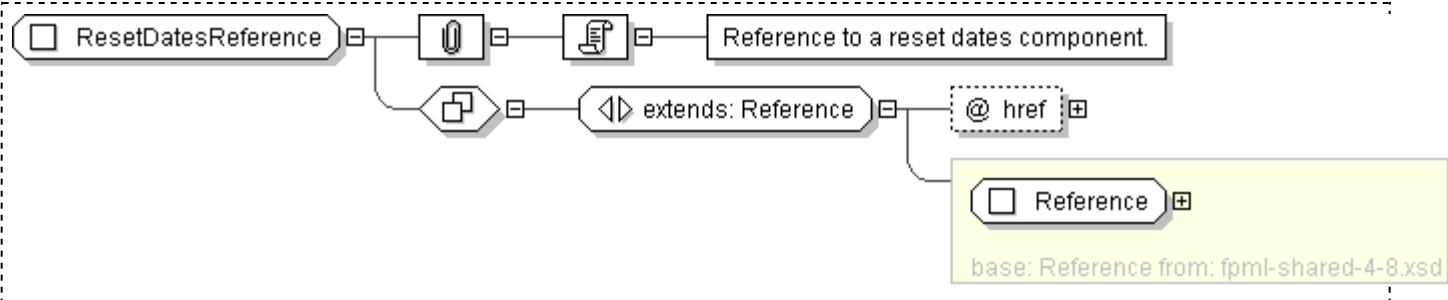 ResetDatesReference
Reference to a reset dates component.
extends: Reference
@ href
Reference
base: Reference from: fpml-shared-4-8.xsd